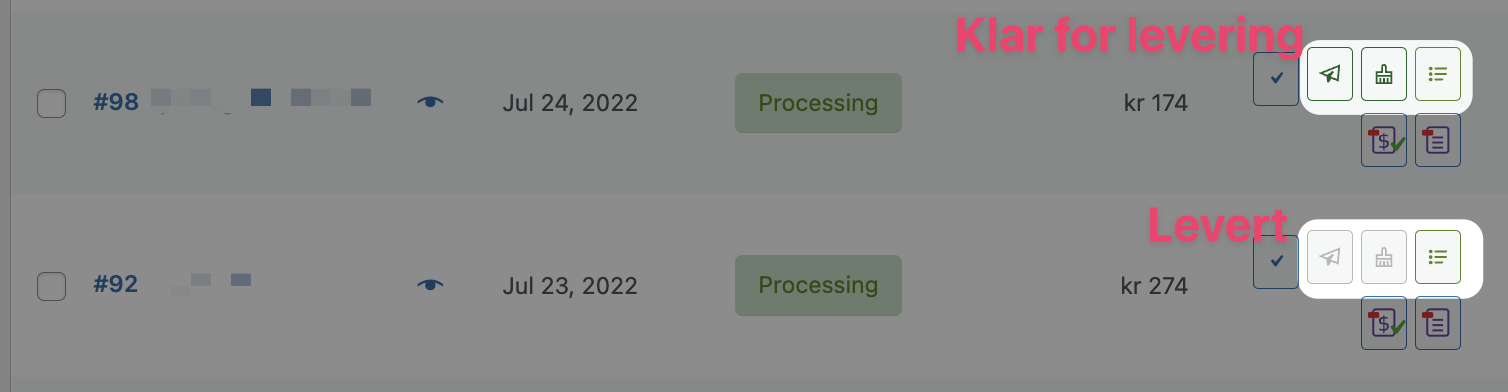 Klar for levering
#98
Jul 24, 2022
Processing
kr 174
Levert
#92
Jul 23, 2022
Processing
kr 274